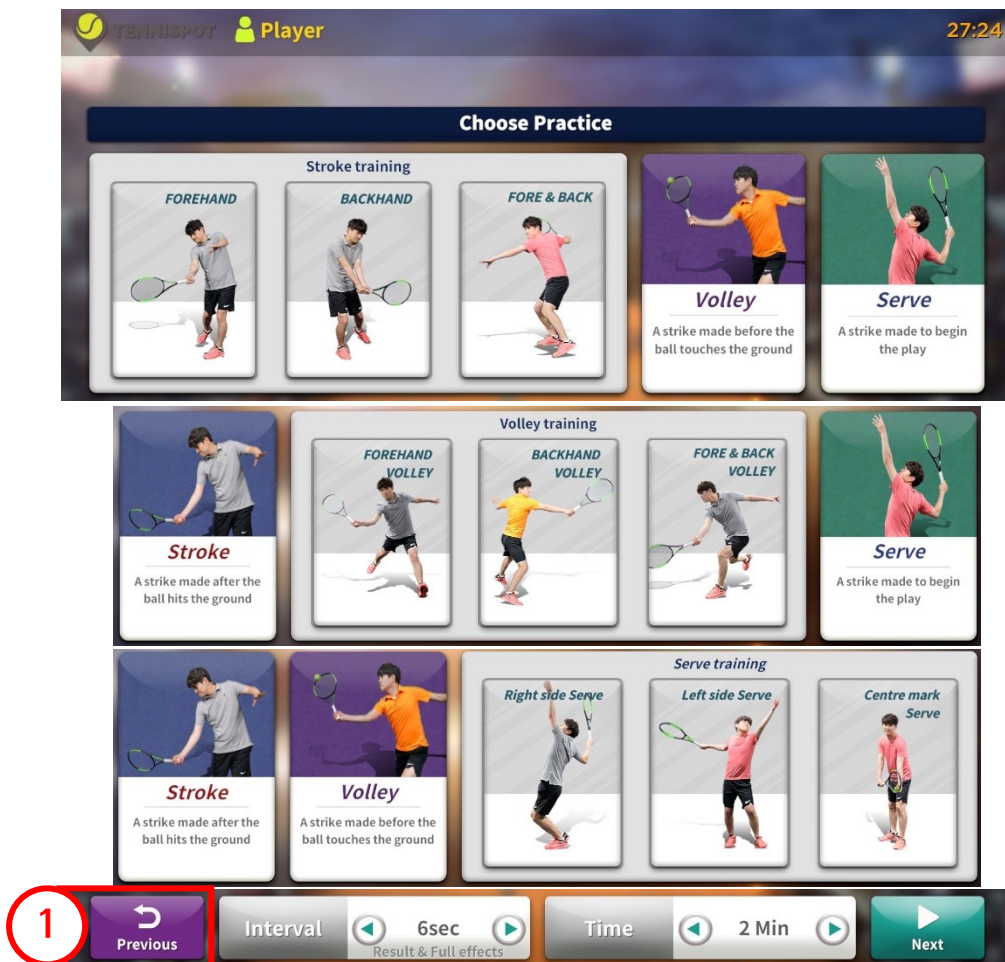 TENNISPOT Player 27:24
Choose Practice
Stroke training
FOREHAND
BACKHAND
FORE & BACK
Volley
A strike made before the
ball touches the ground
Serve
A strike made to begin
the play
Stroke
A strike made after the
ball hits the ground
Volley training
FOREHAND
VOLLEY
BACKHAND
VOLLEY
FORE & BACK
VOLLEY
Serve
A strike made to begin
the play
Stroke
A strike made after the
ball hits the ground
Volley
A strike made before the
ball touches the ground
Serve training
Right side Serve
Left side Serve
Centre mark
Serve
1
Previous
Interval
6sec
Result & Full effects
Time
2 Min
Next